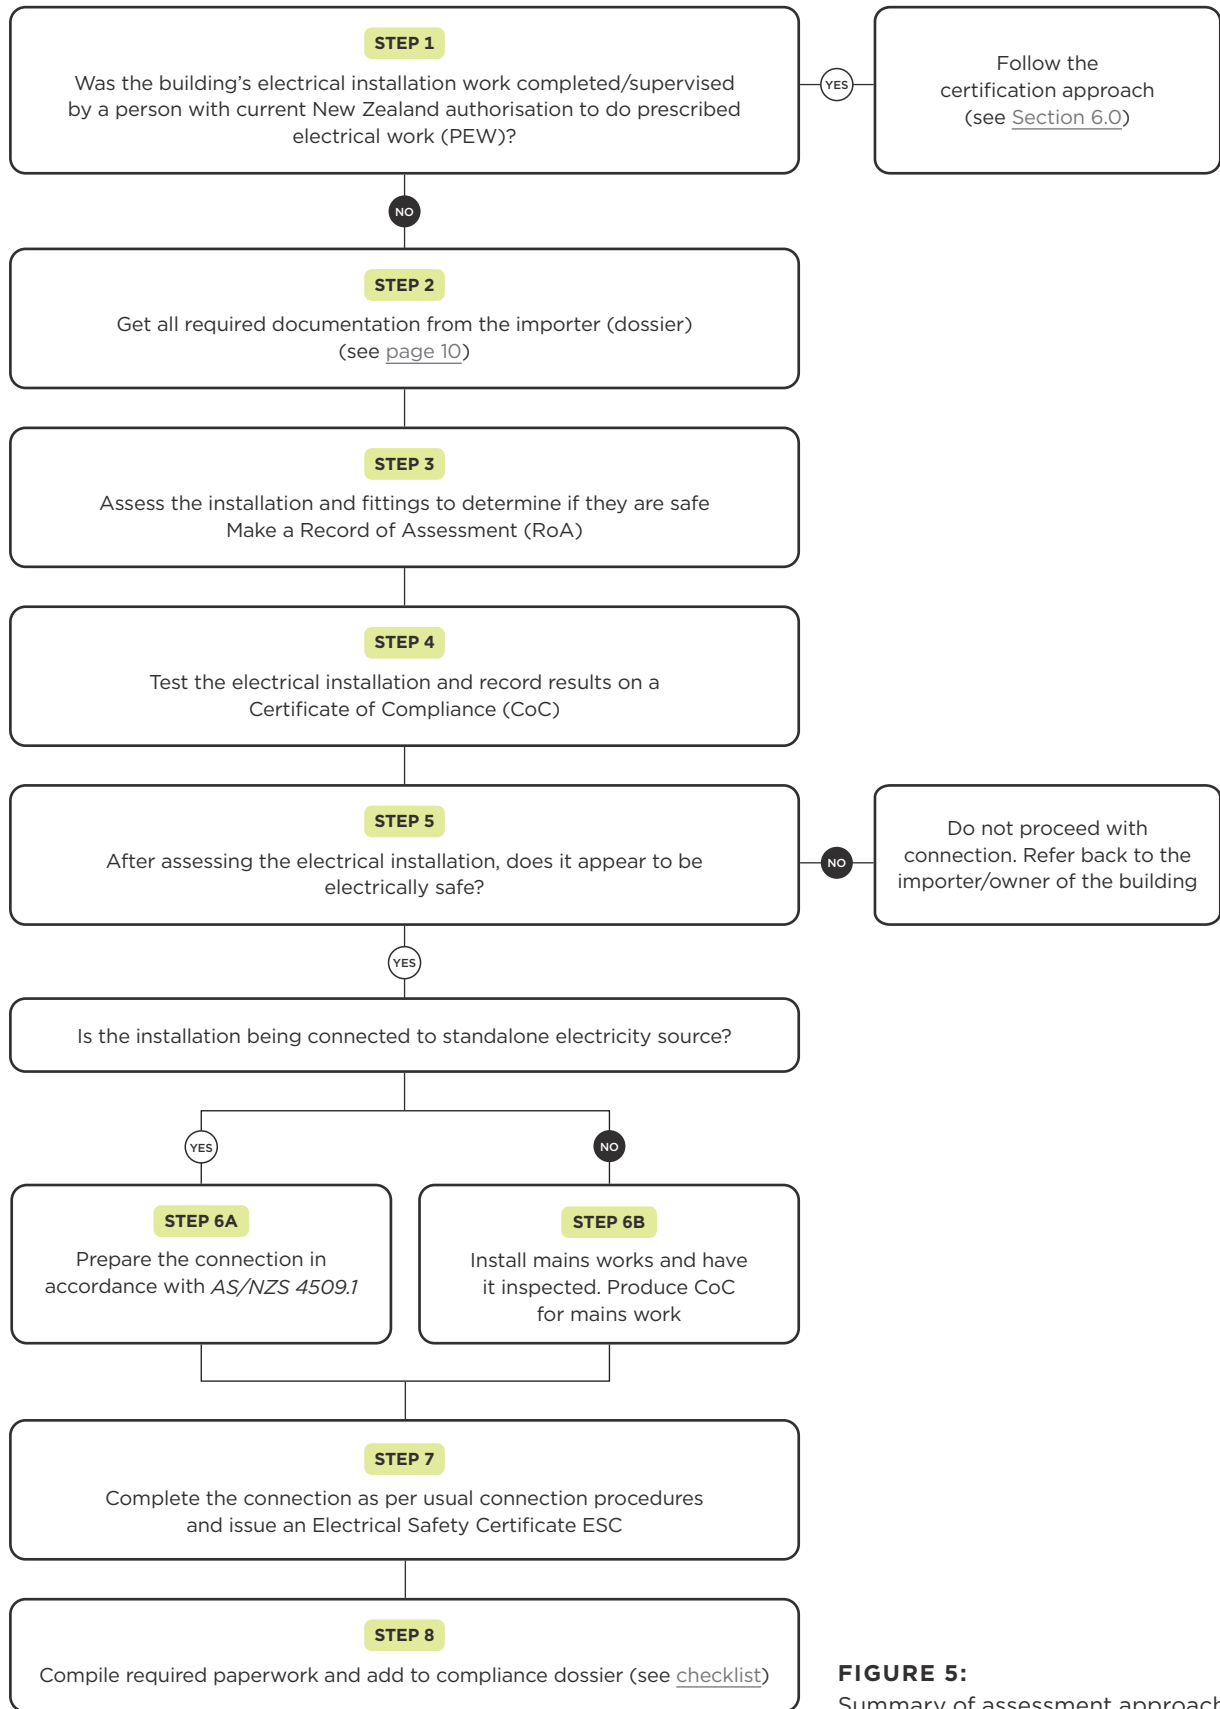 STEP 1
Was the building's electrical installation work completed/supervised
by a person with current New Zealand authorisation to do prescribed
electrical work (PEW)?
YES
Follow the
certification approach
(see Section 6.0)
NO
STEP 2
Get all required documentation from the importer (dossier)
(see page 10)
STEP 3
Assess the installation and fittings to determine if they are safe
Make a Record of Assessment (RoA)
STEP 4
Test the electrical installation and record results on a
Certificate of Compliance (CoC)
STEP 5
After assessing the electrical installation, does it appear to be
electrically safe?
NO
Do not proceed with
connection. Refer back to the
importer/owner of the building
YES
Is the installation being connected to standalone electricity source?
YES
NO
STEP 6A
Prepare the connection in
accordance with AS/NZS 4509.1
STEP 6B
Install mains works and have
it inspected. Produce CoC
for mains work
STEP 7
Complete the connection as per usual connection procedures
and issue an Electrical Safety Certificate ESC
STEP 8
Compile required paperwork and add to compliance dossier (see checklist)
FIGURE 5:
Summary of assessment approach